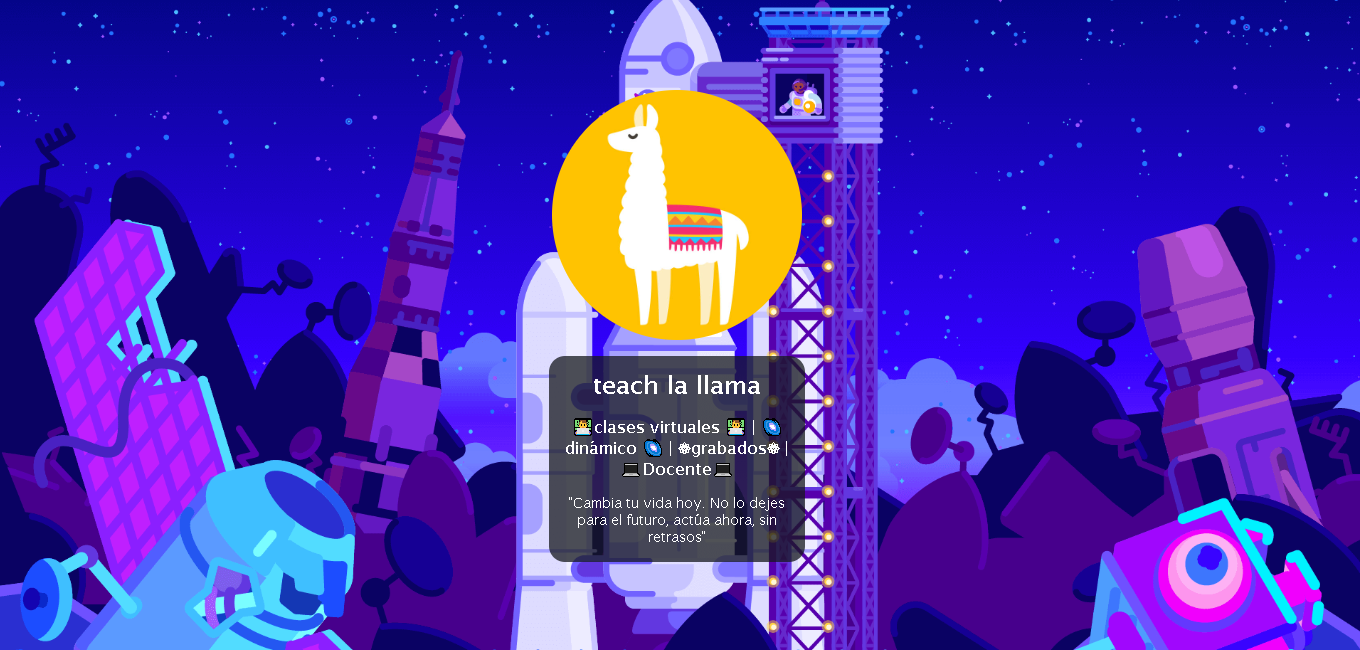 teach la llama
👨‍🏫clases virtuales 👨‍🏫 | 🌌
dinámico 🌌 | ❁grabados❁ |
💻Docente💻
"Cambia tu vida hoy. No lo dejes
para el futuro, actúa ahora, sin
retrasos"